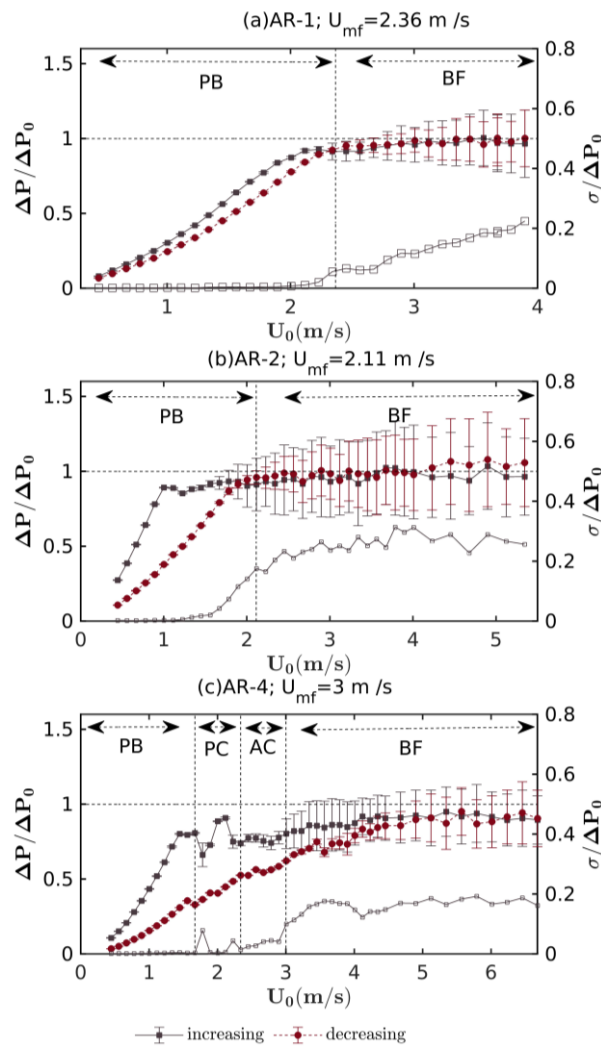 (a)AR-1; Umf=2.36 m /s
PB
BF
ΔP/ΔP0
σ/ΔP0
1.5
1
0.5
0
0.8
0.6
0.4
0.2
0
1
2
3
4
U0(m/s)
(b)AR-2; Umf=2.11 m /s
PB
BF
ΔP/ΔP0
σ/ΔP0
1.5
1
0.5
0
0.8
0.6
0.4
0.2
0
0
1
2
3
4
5
U0(m/s)
(c)AR-4; Umf=3 m /s
PB
PC
AC
BF
ΔP/ΔP0
σ/ΔP0
1.5
1
0.5
0
0.8
0.6
0.4
0.2
0
0
1
2
3
4
5
6
U0(m/s)
increasing
decreasing